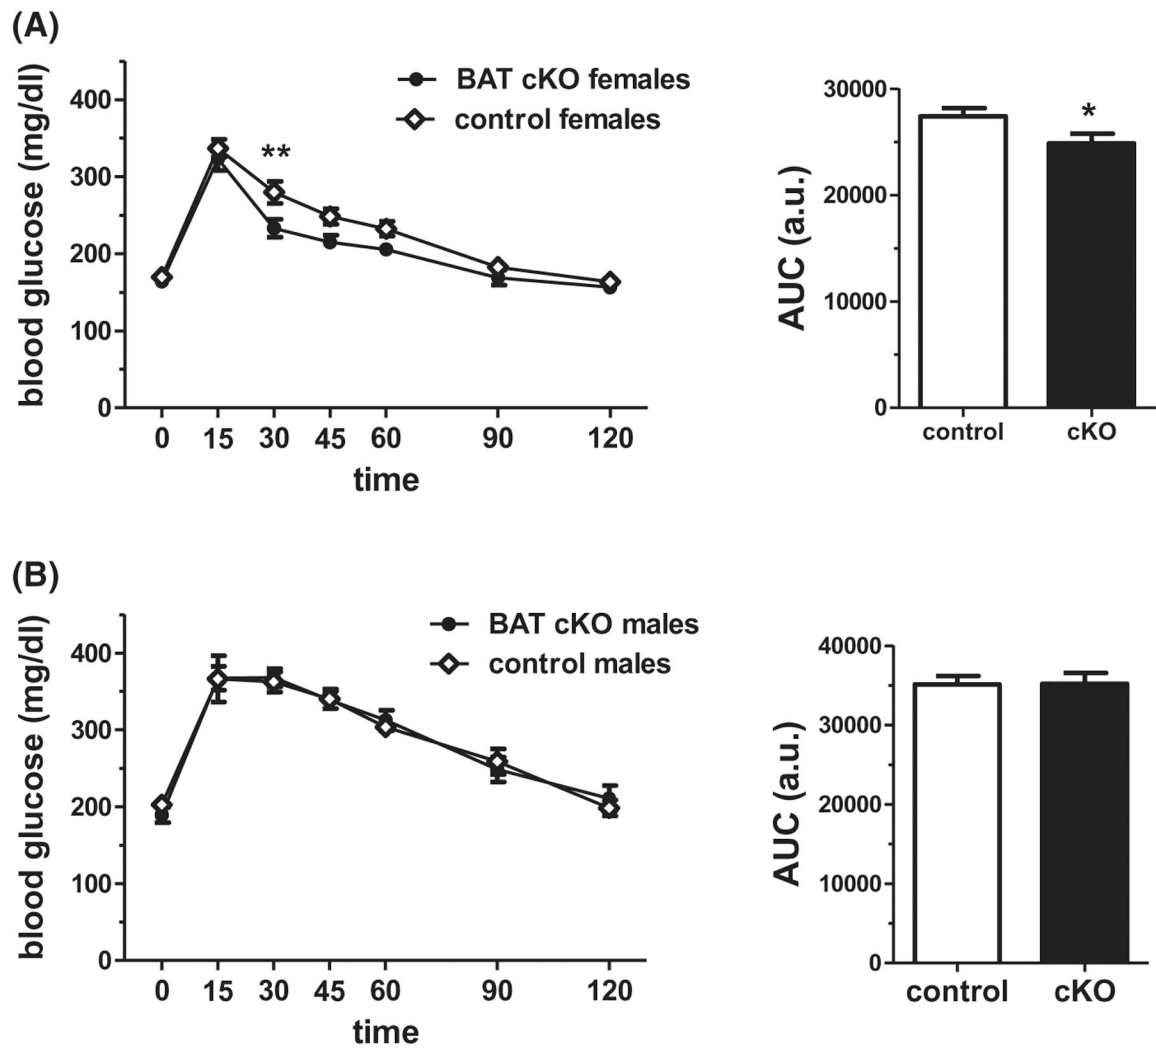 (A)
blood glucose (mg/dl)
400
300
200
100
0
0 15 30 45 60 90 120
time
BAT cKO females
control females
**
AUC (a.u.)
30000
20000
10000
0
*
control cKO
(B)
blood glucose (mg/dl)
400
300
200
100
0
0 15 30 45 60 90 120
time
BAT cKO males
control males
AUC (a.u.)
40000
30000
20000
10000
0
control cKO